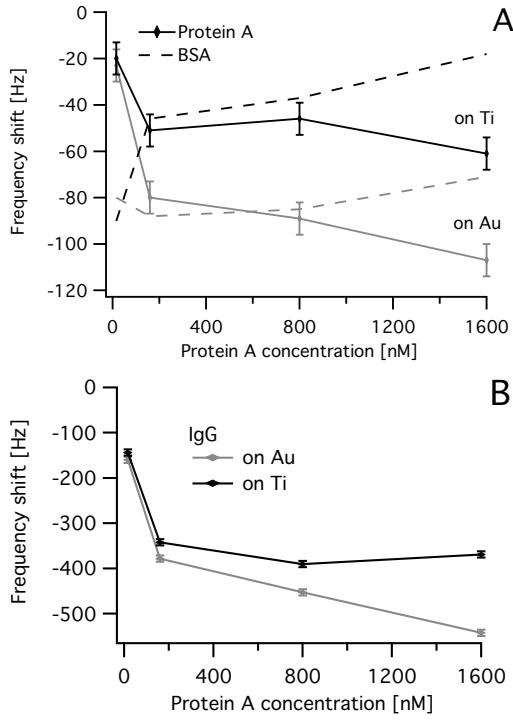 A
Protein A
BSA
0
-20
-40
-60
-80
-100
-120
Frequency shift [Hz]
on Ti
on Au
400
800
1200
1600
0
Protein A concentration [nM]
B
0
-100
-200
-300
-400
-500
Frequency shift [Hz]
IgG
on Au
on Ti
0
400
800
1200
1600
Protein A concentration [nM]